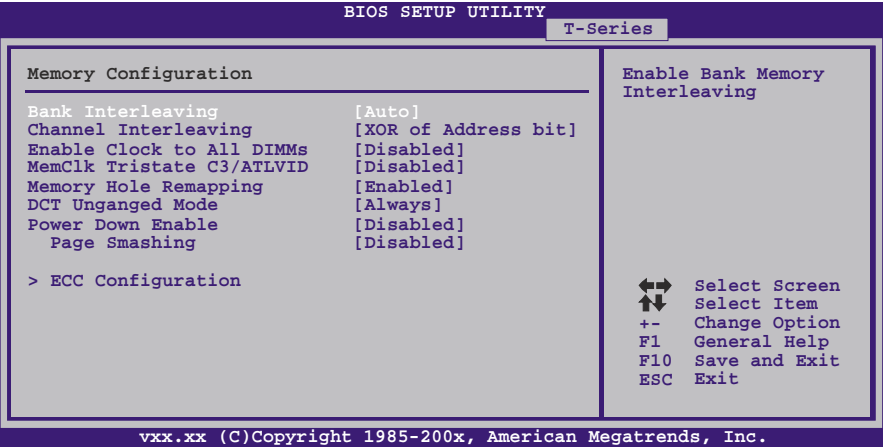 BIOS SETUP UTILITY
T-Series
Memory Configuration
Bank Interleaving [Auto]
Channel Interleaving [XOR of Address bit]
Enable Clock to All DIMMs [Disabled]
MemClk Tristate C3/ATLVID [Disabled]
Memory Hole Remapping [Enabled]
DCT Unganged Mode [Always]
Power Down Enable [Disabled]
Page Smashing [Disabled]
> ECC Configuration
Enable Bank Memory
Interleaving
Select Screen
Select Item
+- Change Option
F1 General Help
F10 Save and Exit
ESC Exit
vxx.xx (C)Copyright 1985-200x, American Megatrends, Inc.